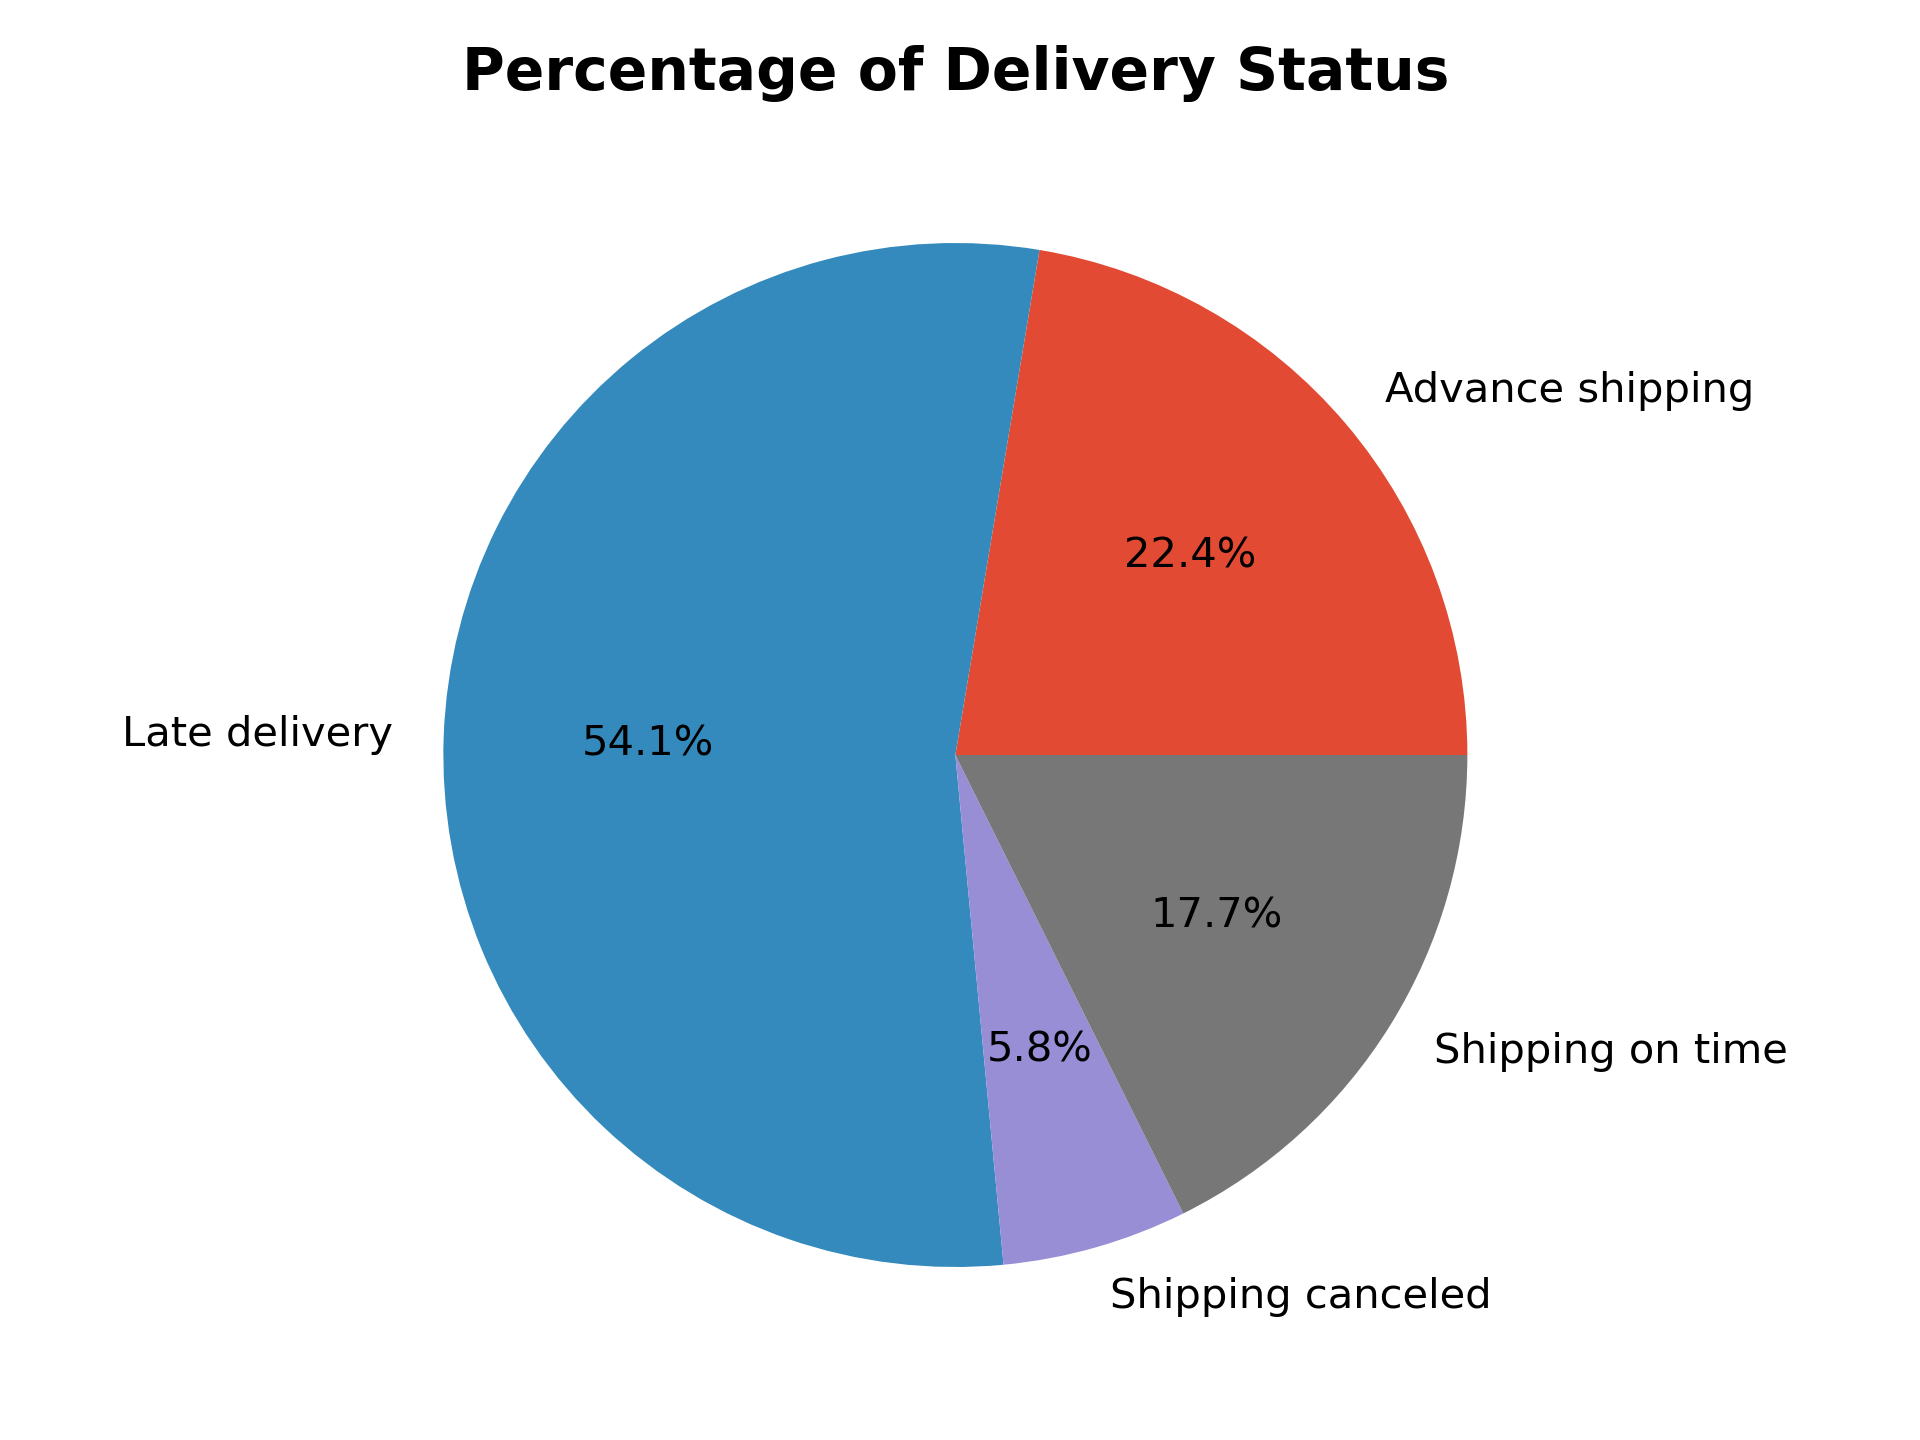 Percentage of Delivery Status
Advance shipping
22.4%
Late delivery
54.1%
17.7%
Shipping on time
5.8%
Shipping canceled